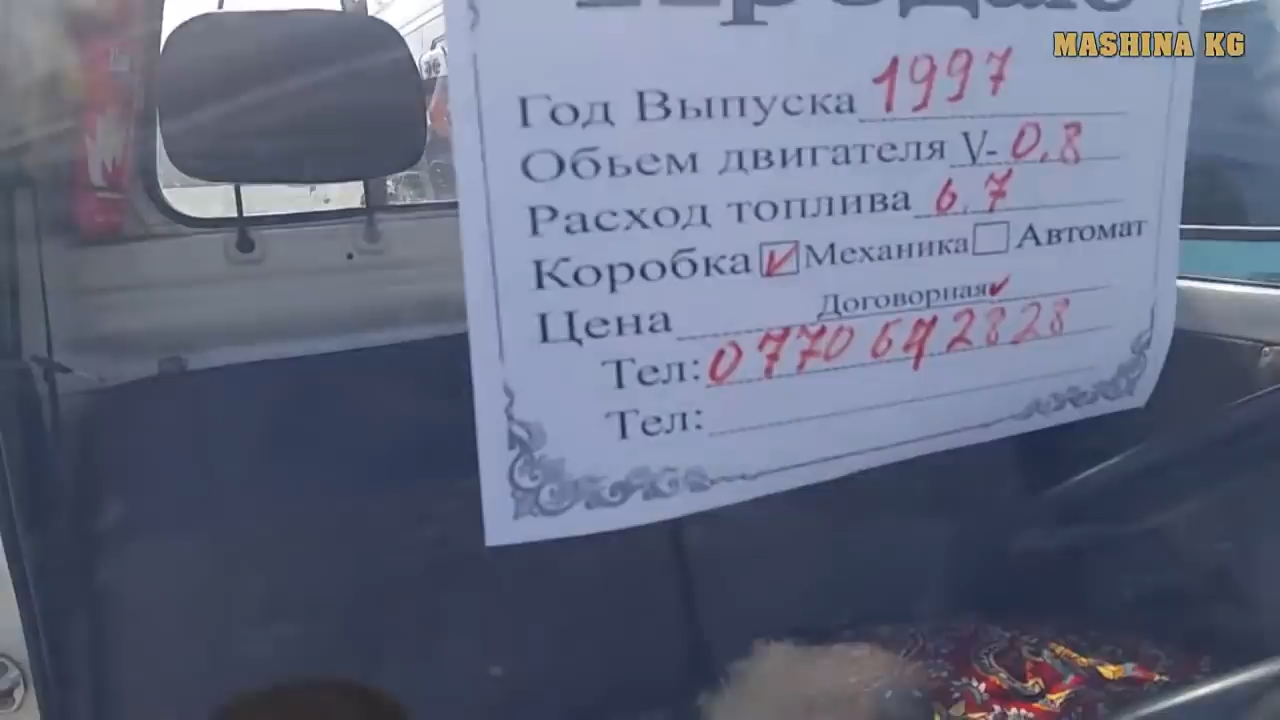 Продаю
MASHINA KG
Год Выпуска 1997
Обьем двигателя V-0,8
Расход топлива 6,7
Коробка ✓ Механика Автомат
Цена Договорная ✓
Тел: 0770 642828
Тел: